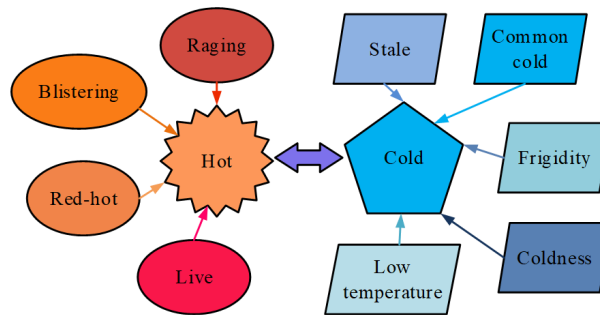 Raging
Stale
Common
cold
Blistering
Hot
Cold
Frigidity
Red-hot
Live
Low
temperature
Coldness